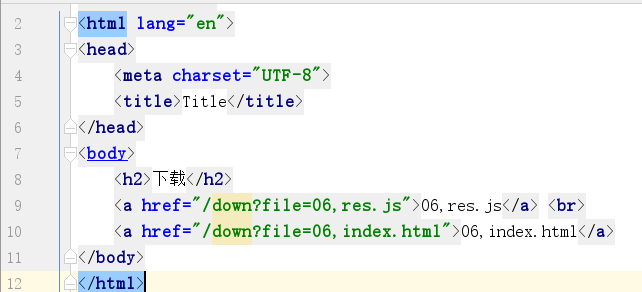 2 <html lang="en">
3 <head>
4 <meta charset="UTF-8">
5 <title>Title</title>
6 </head>
7 <body>
8 <h2>下载</h2>
9 <a href="/down?file=06,res.js">06,res.js</a> <br>
10 <a href="/down?file=06,index.html">06,index.html</a>
11 </body>
12 </html>